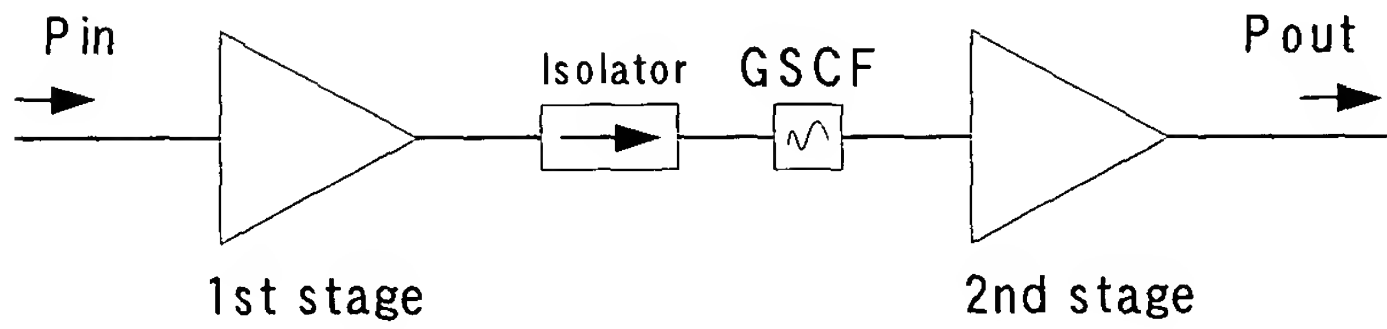 Pin
Isolator
GSCF
Pout
1st stage
2nd stage